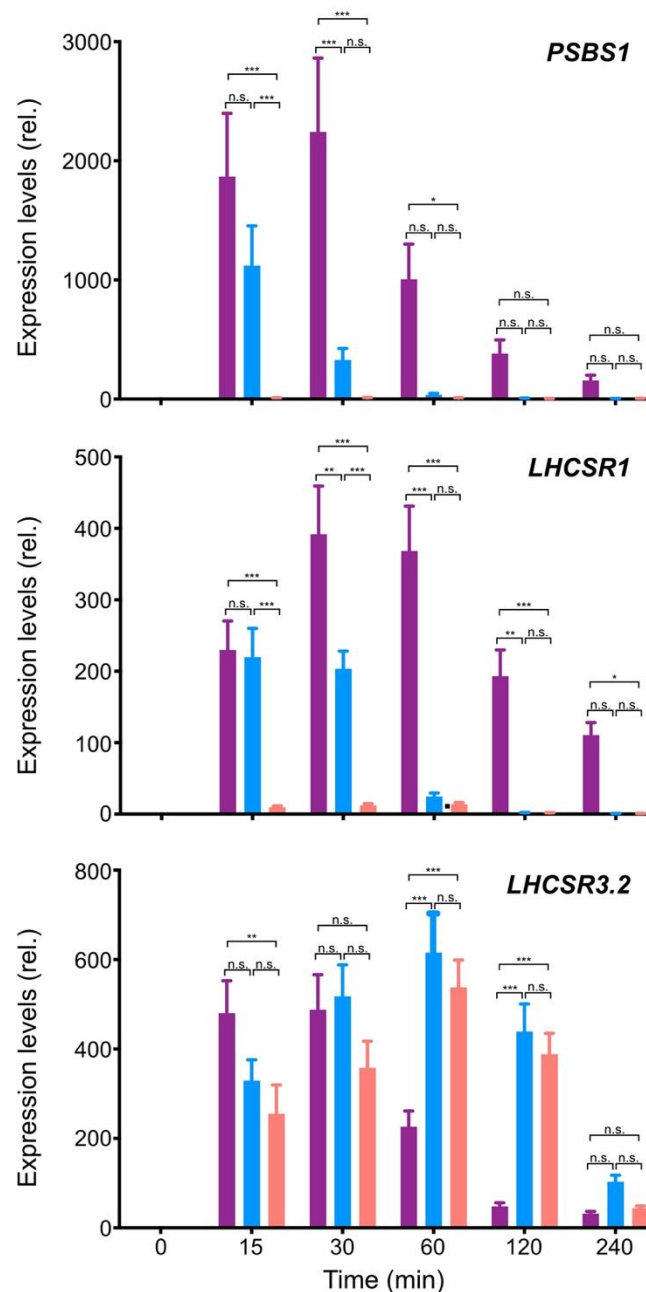 PSBS1
Expression levels (rel.)
3000
2000
1000
0
***
n.s. ***
***
*** n.s.
*
n.s. n.s.
n.s.
n.s. n.s.
n.s.
n.s. n.s.
LHCSR1
Expression levels (rel.)
500
400
300
200
100
0
***
n.s. ***
***
** ***
***
*** n.s.
***
** n.s.
*
n.s. n.s.
LHCSR3.2
Expression levels (rel.)
800
600
400
200
0
**
n.s. n.s.
n.s.
n.s. n.s.
***
*** n.s.
***
*** n.s.
n.s.
n.s. n.s.
0 15 30 60 120 240
Time (min)